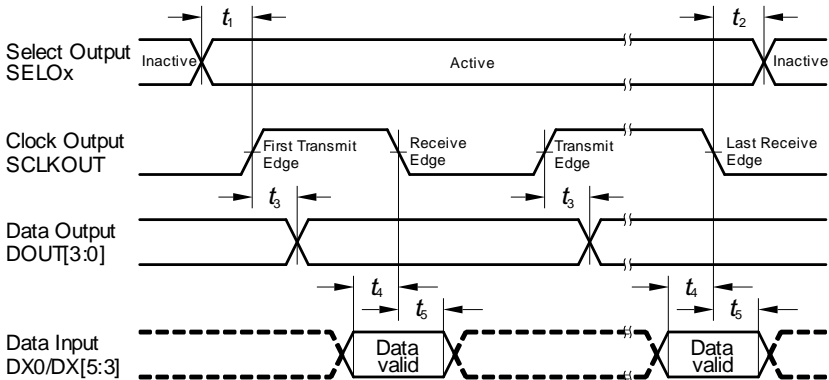 t1
t2
Select Output
SELOx
Inactive
Active
Inactive
Clock Output
SCLKOUT
First Transmit
Edge
Receive
Edge
Transmit
Edge
Last Receive
Edge
t3
t3
Data Output
DOUT[3:0]
t4
t5
t4
t5
Data Input
DX0/DX[5:3]
Data
valid
Data
valid